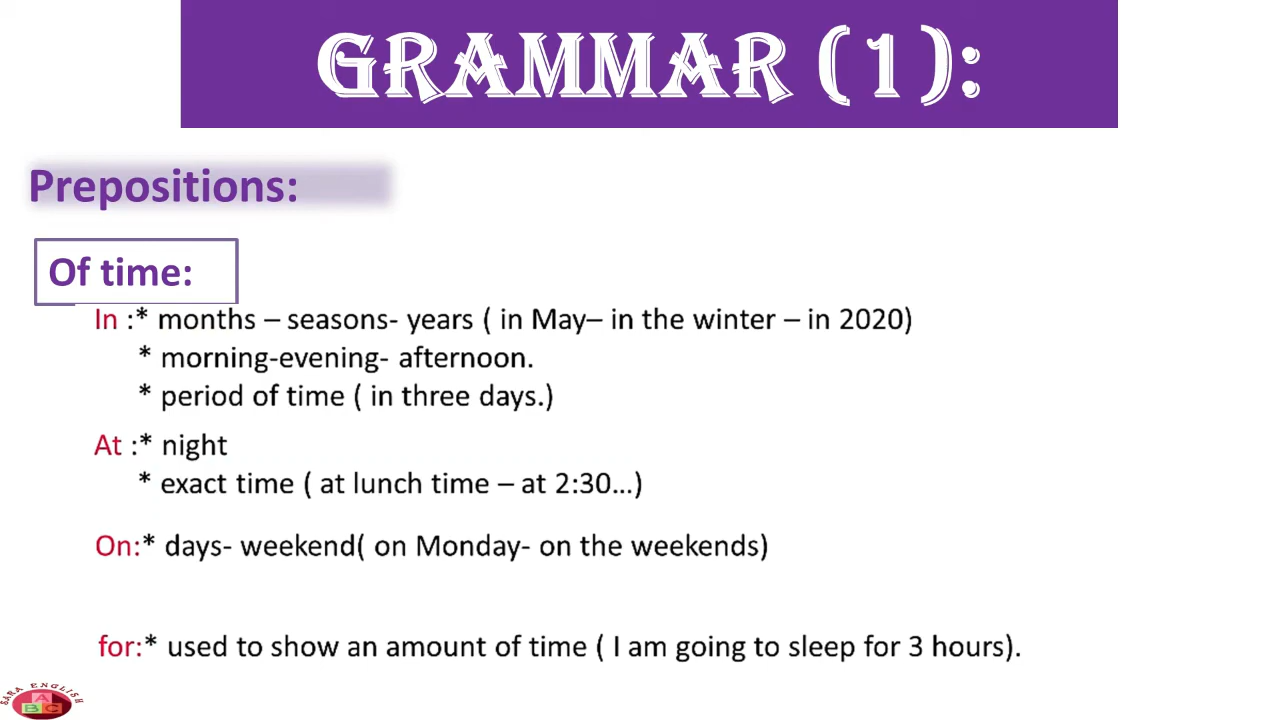 GRAMMAR (1):
Prepositions:
Of time:
In :* months – seasons- years ( in May– in the winter – in 2020)
* morning-evening- afternoon.
* period of time ( in three days.)
At :* night
* exact time ( at lunch time – at 2:30...)
On:* days- weekend( on Monday- on the weekends)
for:* used to show an amount of time ( I am going to sleep for 3 hours).
SARA ENGLISH
A
BC